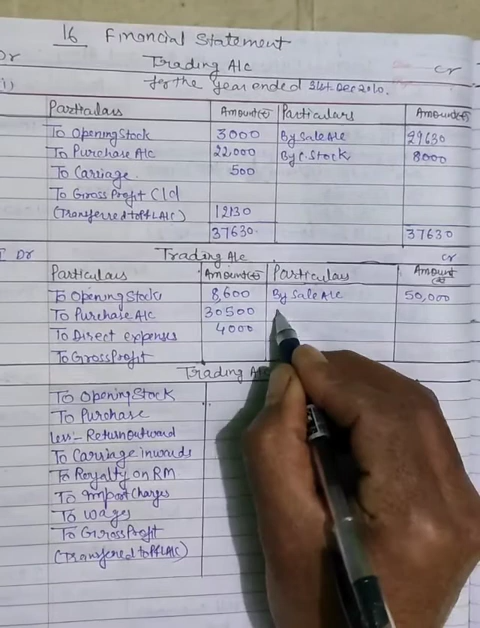 16 Financial Statement
Dr Trading A/c Cr
for the year ended 31st. Dec 2010.
Particulars Amount(₹) Particulars Amount(₹)
To Opening Stock 3000 By Sale A/c 29630
To Purchase A/c 22,000 By C. Stock 8000
To Carriage. 500
To Gross Profit C/d
(Transferred to P&L A/c) 12130
37630. 37630
Dr Trading A/c Cr
Particulars Amount(₹) Particulars Amount (₹)
To Opening Stock 8,600 By Sale A/c 50,000
To Purchase A/c 30500
To Direct expenses 4000
To Gross Profit
Trading A/c
To Opening Stock
To Purchase
Less:- Return outward
To Carriage inwards
To Royalty on RM
To Import Charges
To Wages
To Gross Profit
(Transferred to P&L A/c)